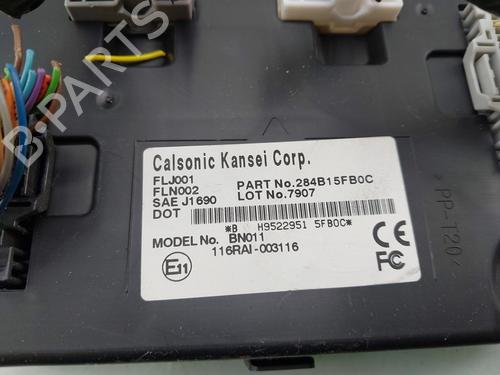 B-PARTS
Calsonic Kansei Corp.
FLJ001
FLN002 PART No.284B15FB0C
SAE J1690 LOT No.7907
DOT
*B H9522951 5FB0C*
MODEL No. BN011
116RAI-003116
E11
CE
FC
PP-T20